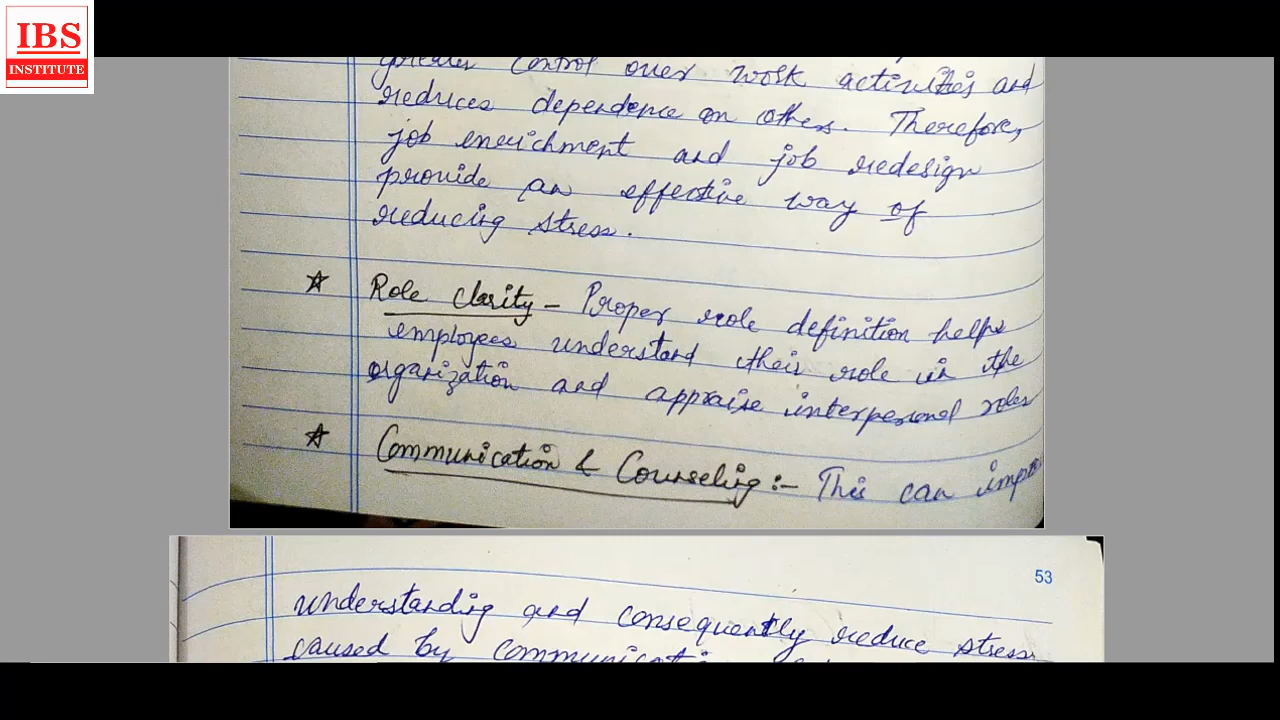 IBS
INSTITUTE
greater control over work activities and
reduces dependence on others. Therefore,
job enrichment and job redesign
provide an effective way of
reducing stress.
☆ Role clarity - Proper role definition helps
employees understand their role in the
organization and appraise interpersonal roles
☆ Communication & Counseling :- This can
53
understanding and consequently reduce stress
caused by